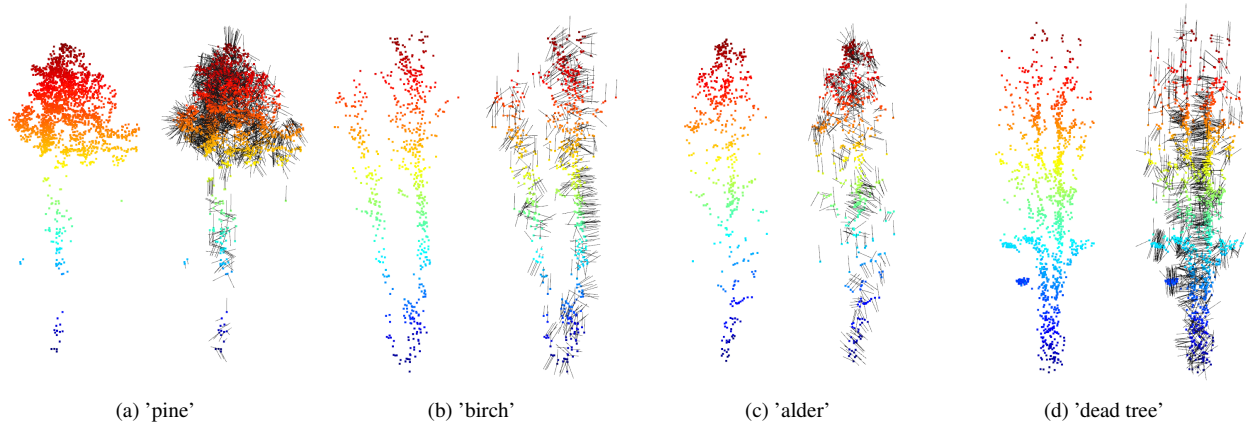 (a) ’pine’
(b) ’birch’
(c) ’alder’
(d) ’dead tree’